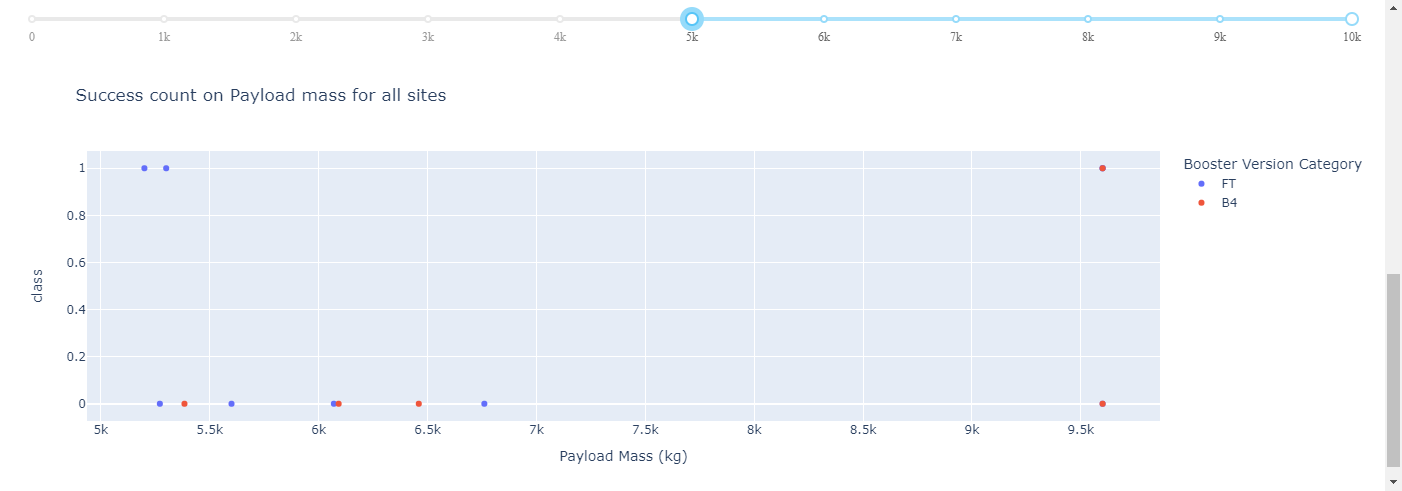 0 1k 2k 3k 4k 5k 6k 7k 8k 9k 10k
Success count on Payload mass for all sites
Booster Version Category
FT
B4
1
0.8
0.6
0.4
0.2
0
class
5k 5.5k 6k 6.5k 7k 7.5k 8k 8.5k 9k 9.5k
Payload Mass (kg)